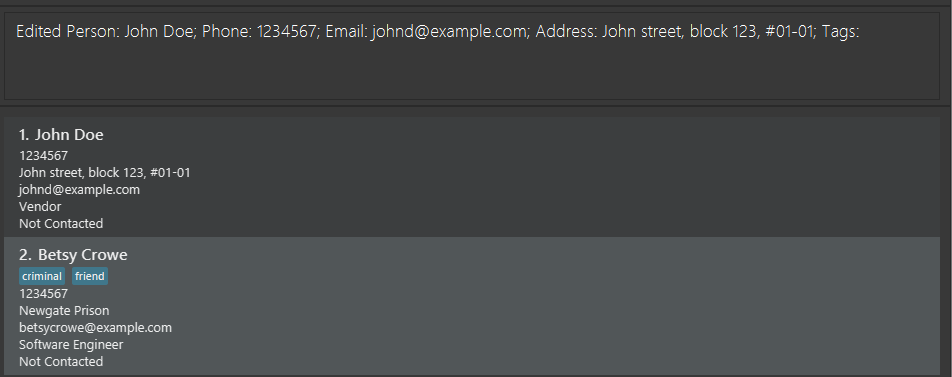 Edited Person: John Doe; Phone: 1234567; Email: johnd@example.com; Address: John street, block 123, #01-01; Tags:
1. John Doe
1234567
John street, block 123, #01-01
johnd@example.com
Vendor
Not Contacted
2. Betsy Crowe
criminal friend
1234567
Newgate Prison
betsycrowe@example.com
Software Engineer
Not Contacted